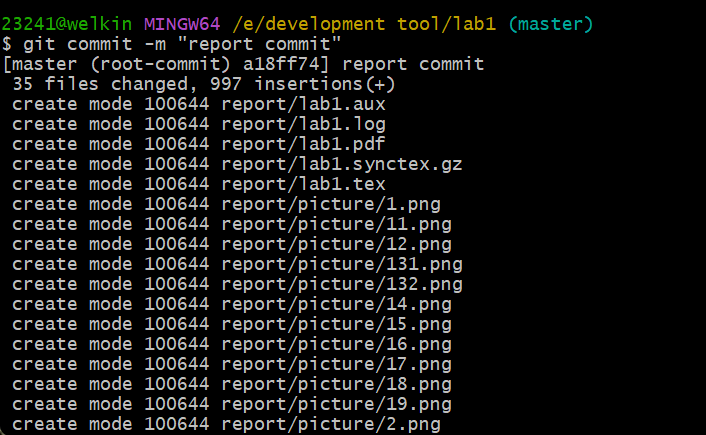 23241@welkin MINGW64 /e/development tool/lab1 (master)
$ git commit -m "report commit"
[master (root-commit) a18ff74] report commit
 35 files changed, 997 insertions(+)
 create mode 100644 report/lab1.aux
 create mode 100644 report/lab1.log
 create mode 100644 report/lab1.pdf
 create mode 100644 report/lab1.synctex.gz
 create mode 100644 report/lab1.tex
 create mode 100644 report/picture/1.png
 create mode 100644 report/picture/11.png
 create mode 100644 report/picture/12.png
 create mode 100644 report/picture/131.png
 create mode 100644 report/picture/132.png
 create mode 100644 report/picture/14.png
 create mode 100644 report/picture/15.png
 create mode 100644 report/picture/16.png
 create mode 100644 report/picture/17.png
 create mode 100644 report/picture/18.png
 create mode 100644 report/picture/19.png
 create mode 100644 report/picture/2.png